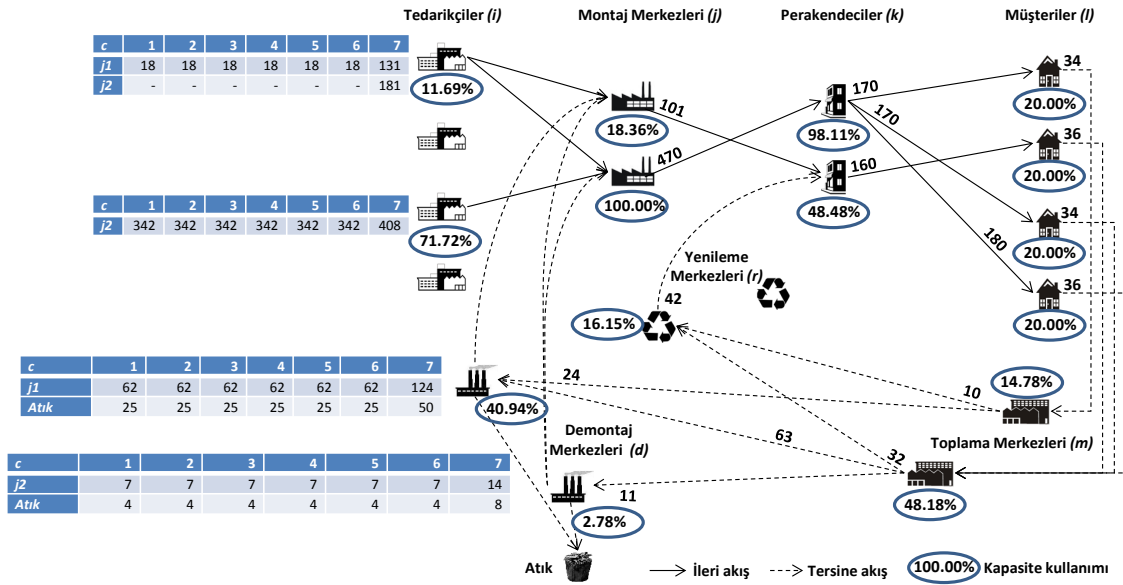 Tedarikçiler (i)
Montaj Merkezleri (j)
Perakendeciler (k)
Müşteriler (l)
c 1 2 3 4 5 6 7
j1 18 18 18 18 18 18 131
j2 - - - - - - 181
11.69%
101
18.36%
470
100.00%
170
170
180
98.11%
160
48.48%
34
20.00%
36
20.00%
34
20.00%
36
20.00%
c 1 2 3 4 5 6 7
j2 342 342 342 342 342 342 408
71.72%
Yenileme
Merkezleri (r)
42
16.15%
c 1 2 3 4 5 6 7
j1 62 62 62 62 62 62 124
Atık 25 25 25 25 25 25 50
40.94%
24
10
14.78%
63
32
Toplama Merkezleri (m)
48.18%
Demontaj
Merkezleri (d)
11
2.78%
c 1 2 3 4 5 6 7
j2 7 7 7 7 7 7 14
Atık 4 4 4 4 4 4 8
Atık
İleri akış
Tersine akış
100.00%
Kapasite kullanımı